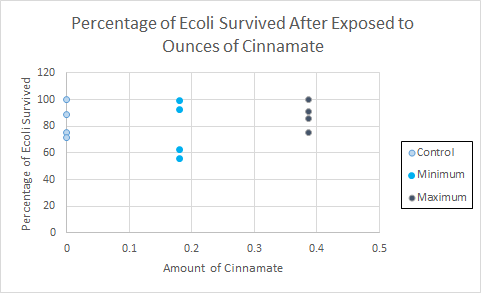 Percentage of Ecoli Survived After Exposed to
Ounces of Cinnamate
Percentage of Ecoli Survived
120
100
80
60
40
20
0
0
0.1
0.2
0.3
0.4
0.5
Amount of Cinnamate
Control
Minimum
Maximum